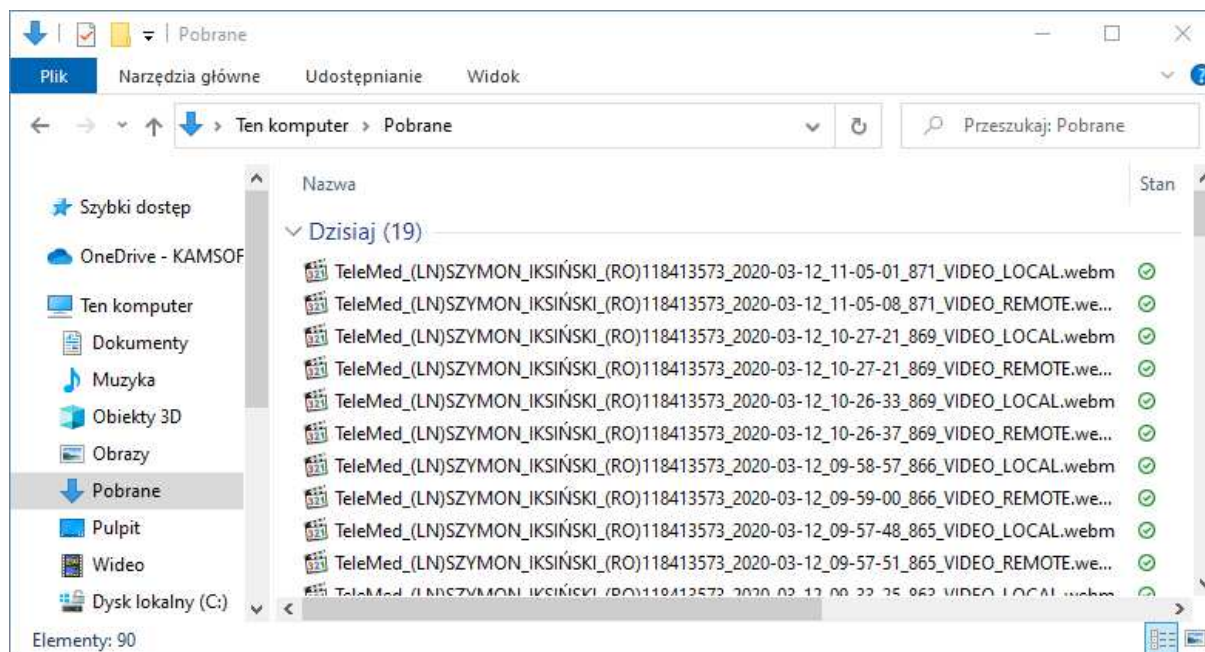 Pobrane
Plik Narzędzia główne Udostępnianie Widok
Ten komputer > Pobrane
Przeszukaj: Pobrane
Nazwa Stan
Szybki dostęp
OneDrive - KAMSOF
Ten komputer
Dokumenty
Muzyka
Obiekty 3D
Obrazy
Pobrane
Pulpit
Wideo
Dysk lokalny (C:)
Dzisiaj (19)
TeleMed_(LN)SZYMON_IKSIŃSKI_(RO)118413573_2020-03-12_11-05-01_871_VIDEO_LOCAL.webm
TeleMed_(LN)SZYMON_IKSIŃSKI_(RO)118413573_2020-03-12_11-05-08_871_VIDEO_REMOTE.we...
TeleMed_(LN)SZYMON_IKSIŃSKI_(RO)118413573_2020-03-12_10-27-21_869_VIDEO_LOCAL.webm
TeleMed_(LN)SZYMON_IKSIŃSKI_(RO)118413573_2020-03-12_10-27-21_869_VIDEO_REMOTE.we...
TeleMed_(LN)SZYMON_IKSIŃSKI_(RO)118413573_2020-03-12_10-26-33_869_VIDEO_LOCAL.webm
TeleMed_(LN)SZYMON_IKSIŃSKI_(RO)118413573_2020-03-12_10-26-37_869_VIDEO_REMOTE.we...
TeleMed_(LN)SZYMON_IKSIŃSKI_(RO)118413573_2020-03-12_09-58-57_866_VIDEO_LOCAL.webm
TeleMed_(LN)SZYMON_IKSIŃSKI_(RO)118413573_2020-03-12_09-59-00_866_VIDEO_REMOTE.we...
TeleMed_(LN)SZYMON_IKSIŃSKI_(RO)118413573_2020-03-12_09-57-48_865_VIDEO_LOCAL.webm
TeleMed_(LN)SZYMON_IKSIŃSKI_(RO)118413573_2020-03-12_09-57-51_865_VIDEO_REMOTE.we...
Elementy: 90